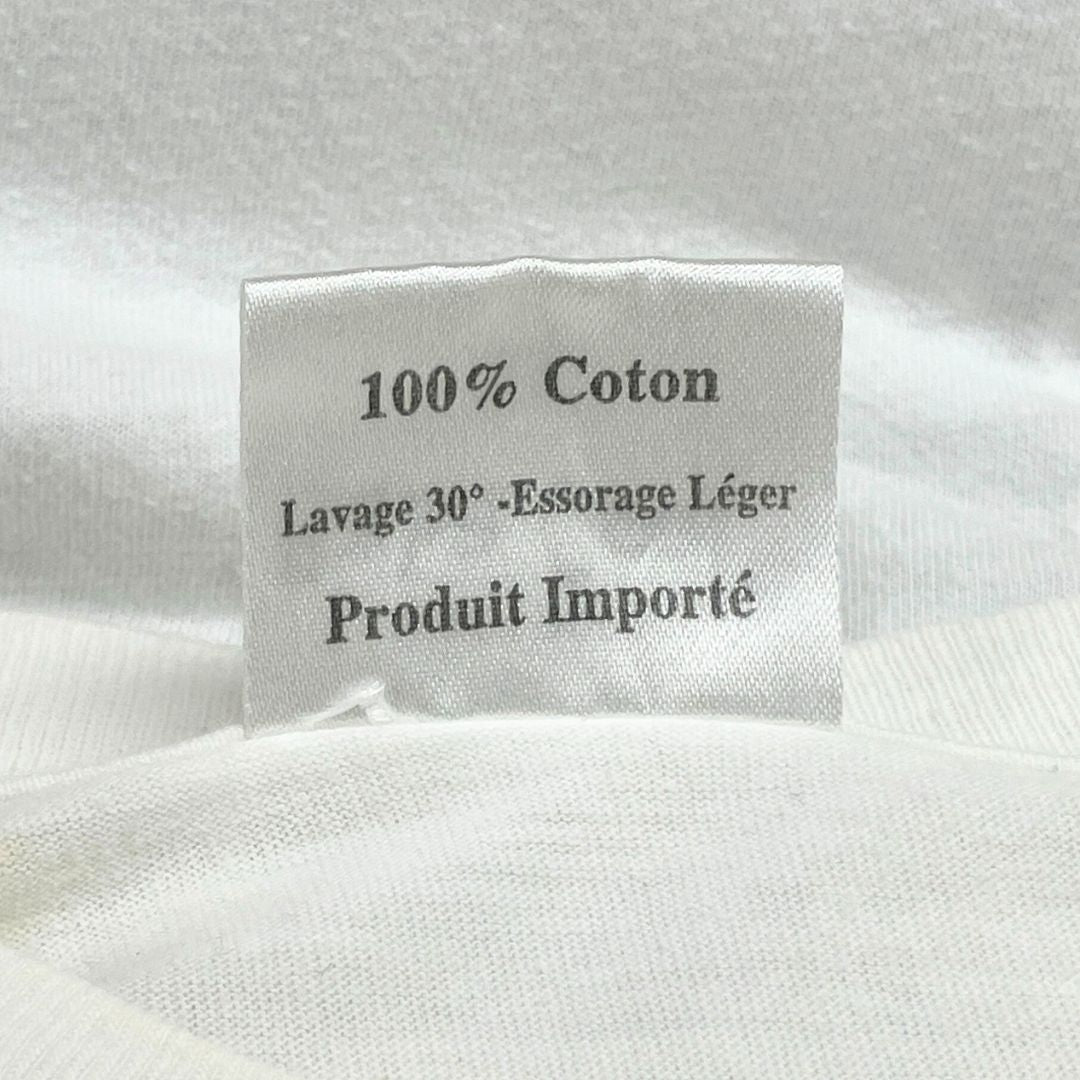 100% Coton
Lavage 30° -Essorage Léger
Produit Importé